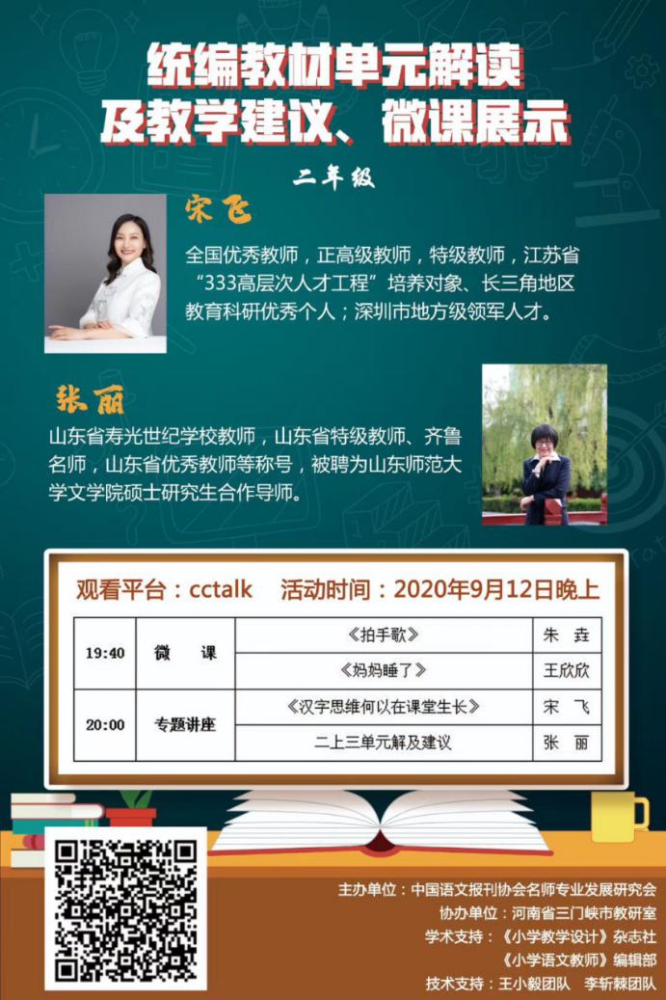 统编教材单元解读
及教学建议、微课展示
二年级
宋飞
全国优秀教师，正高级教师，特级教师，江苏省
“333高层次人才工程”培养对象、长三角地区
教育科研优秀个人；深圳市地方级领军人才。
张丽
山东省寿光世纪学校教师，山东省特级教师、齐鲁
名师，山东省优秀教师等称号，被聘为山东师范大
学文学院硕士研究生合作导师。
观看平台：cctalk 活动时间：2020年9月12日晚上
19:40 微 课 《拍手歌》 朱 垚
《妈妈睡了》 王欣欣
20:00 专题讲座 《汉字思维何以在课堂生长》 宋 飞
二上三单元解及建议 张 丽
主办单位：中国语文报刊协会名师专业发展研究会
协办单位：河南省三门峡市教研室
学术支持：《小学教学设计》杂志社
《小学语文教师》编辑部
技术支持：王小毅团队 李斩棘团队